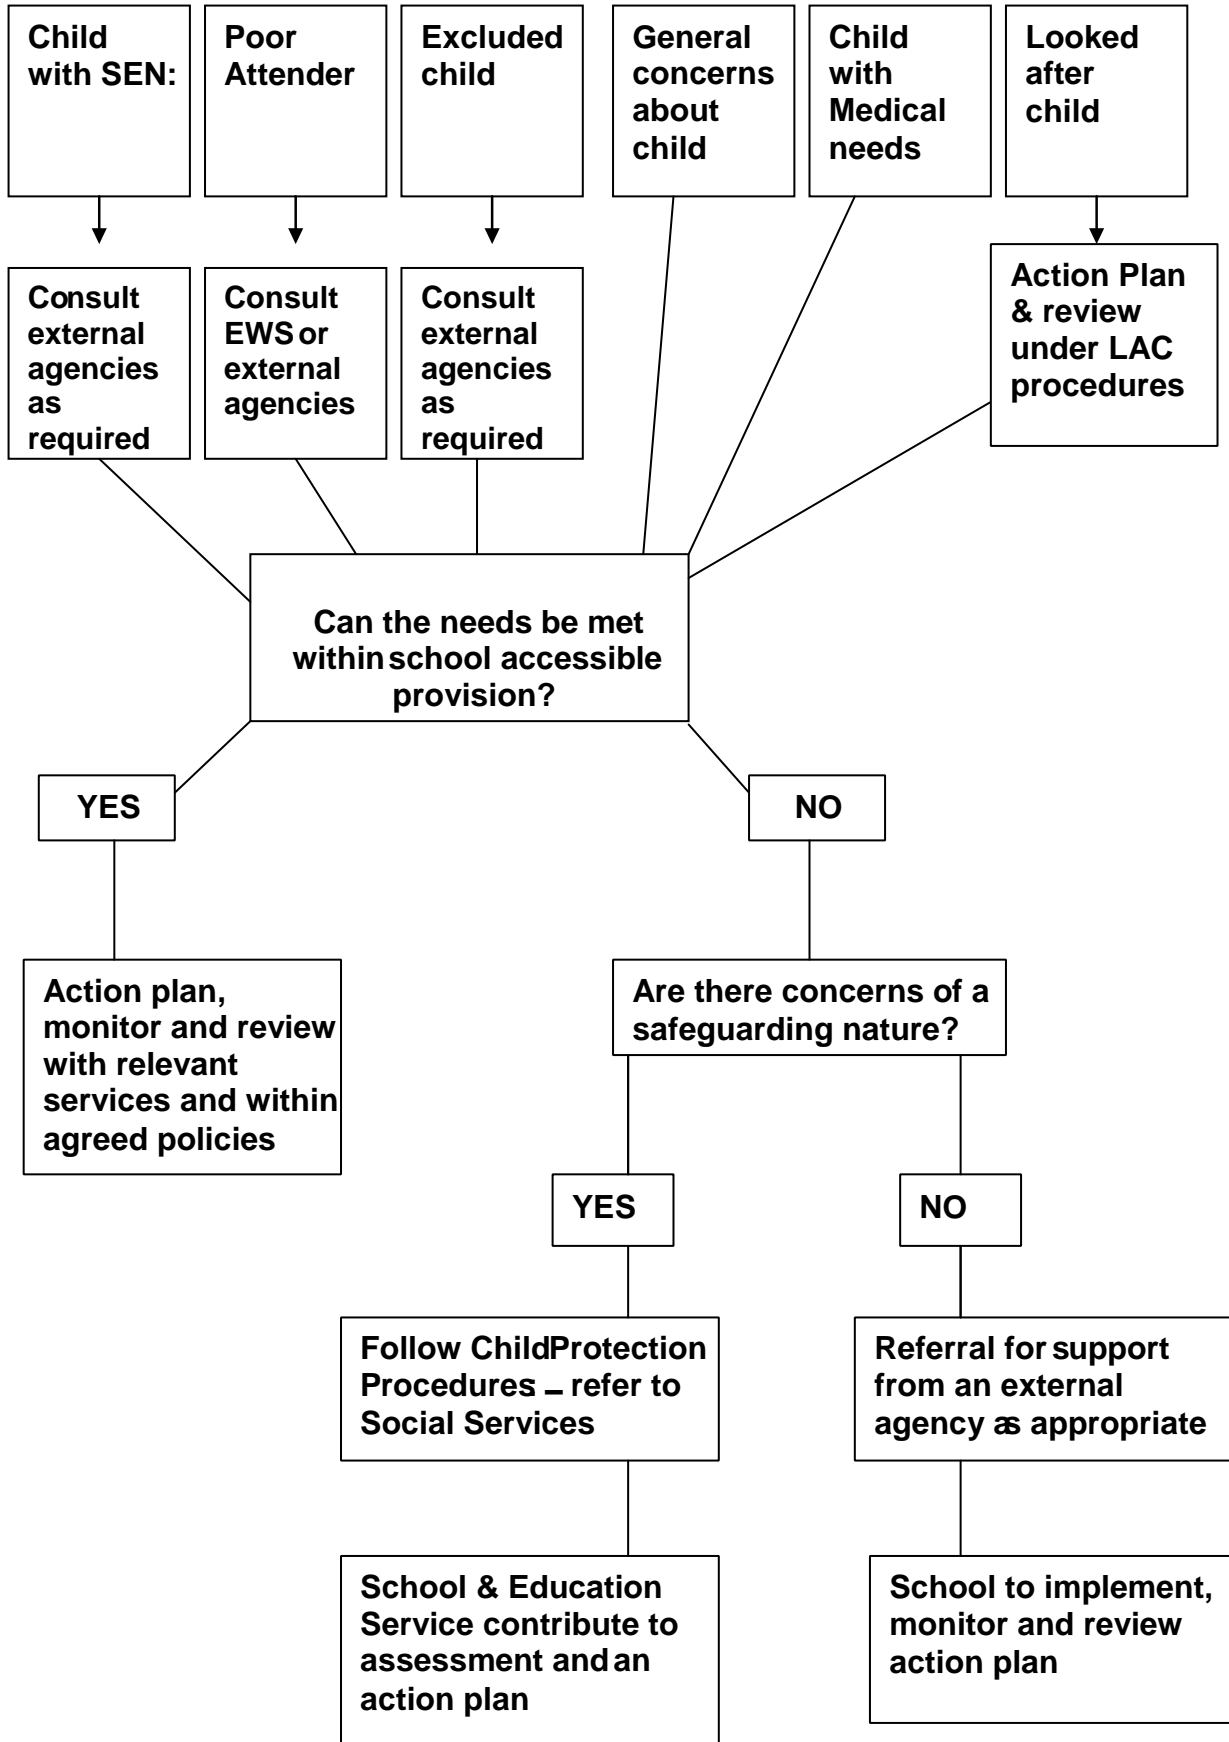 Child
with SEN:
Poor
Attender
Excluded
child
General
concerns
about
child
Child
with
Medical
needs
Looked
after
child
Consult
external
agencies
as
required
Consult
EWS or
external
agencies
Consult
external
agencies
as
required
Action Plan
& review
under LAC
procedures
Can the needs be met
within school accessible
provision?
YES
NO
Action plan,
monitor and review
with relevant
services and within
agreed policies
Are there concerns of a
safeguarding nature?
YES
NO
Follow Child Protection
Procedures – refer to
Social Services
Referral for support
from an external
agency as appropriate
School & Education
Service contribute to
assessment and an
action plan
School to implement,
monitor and review
action plan